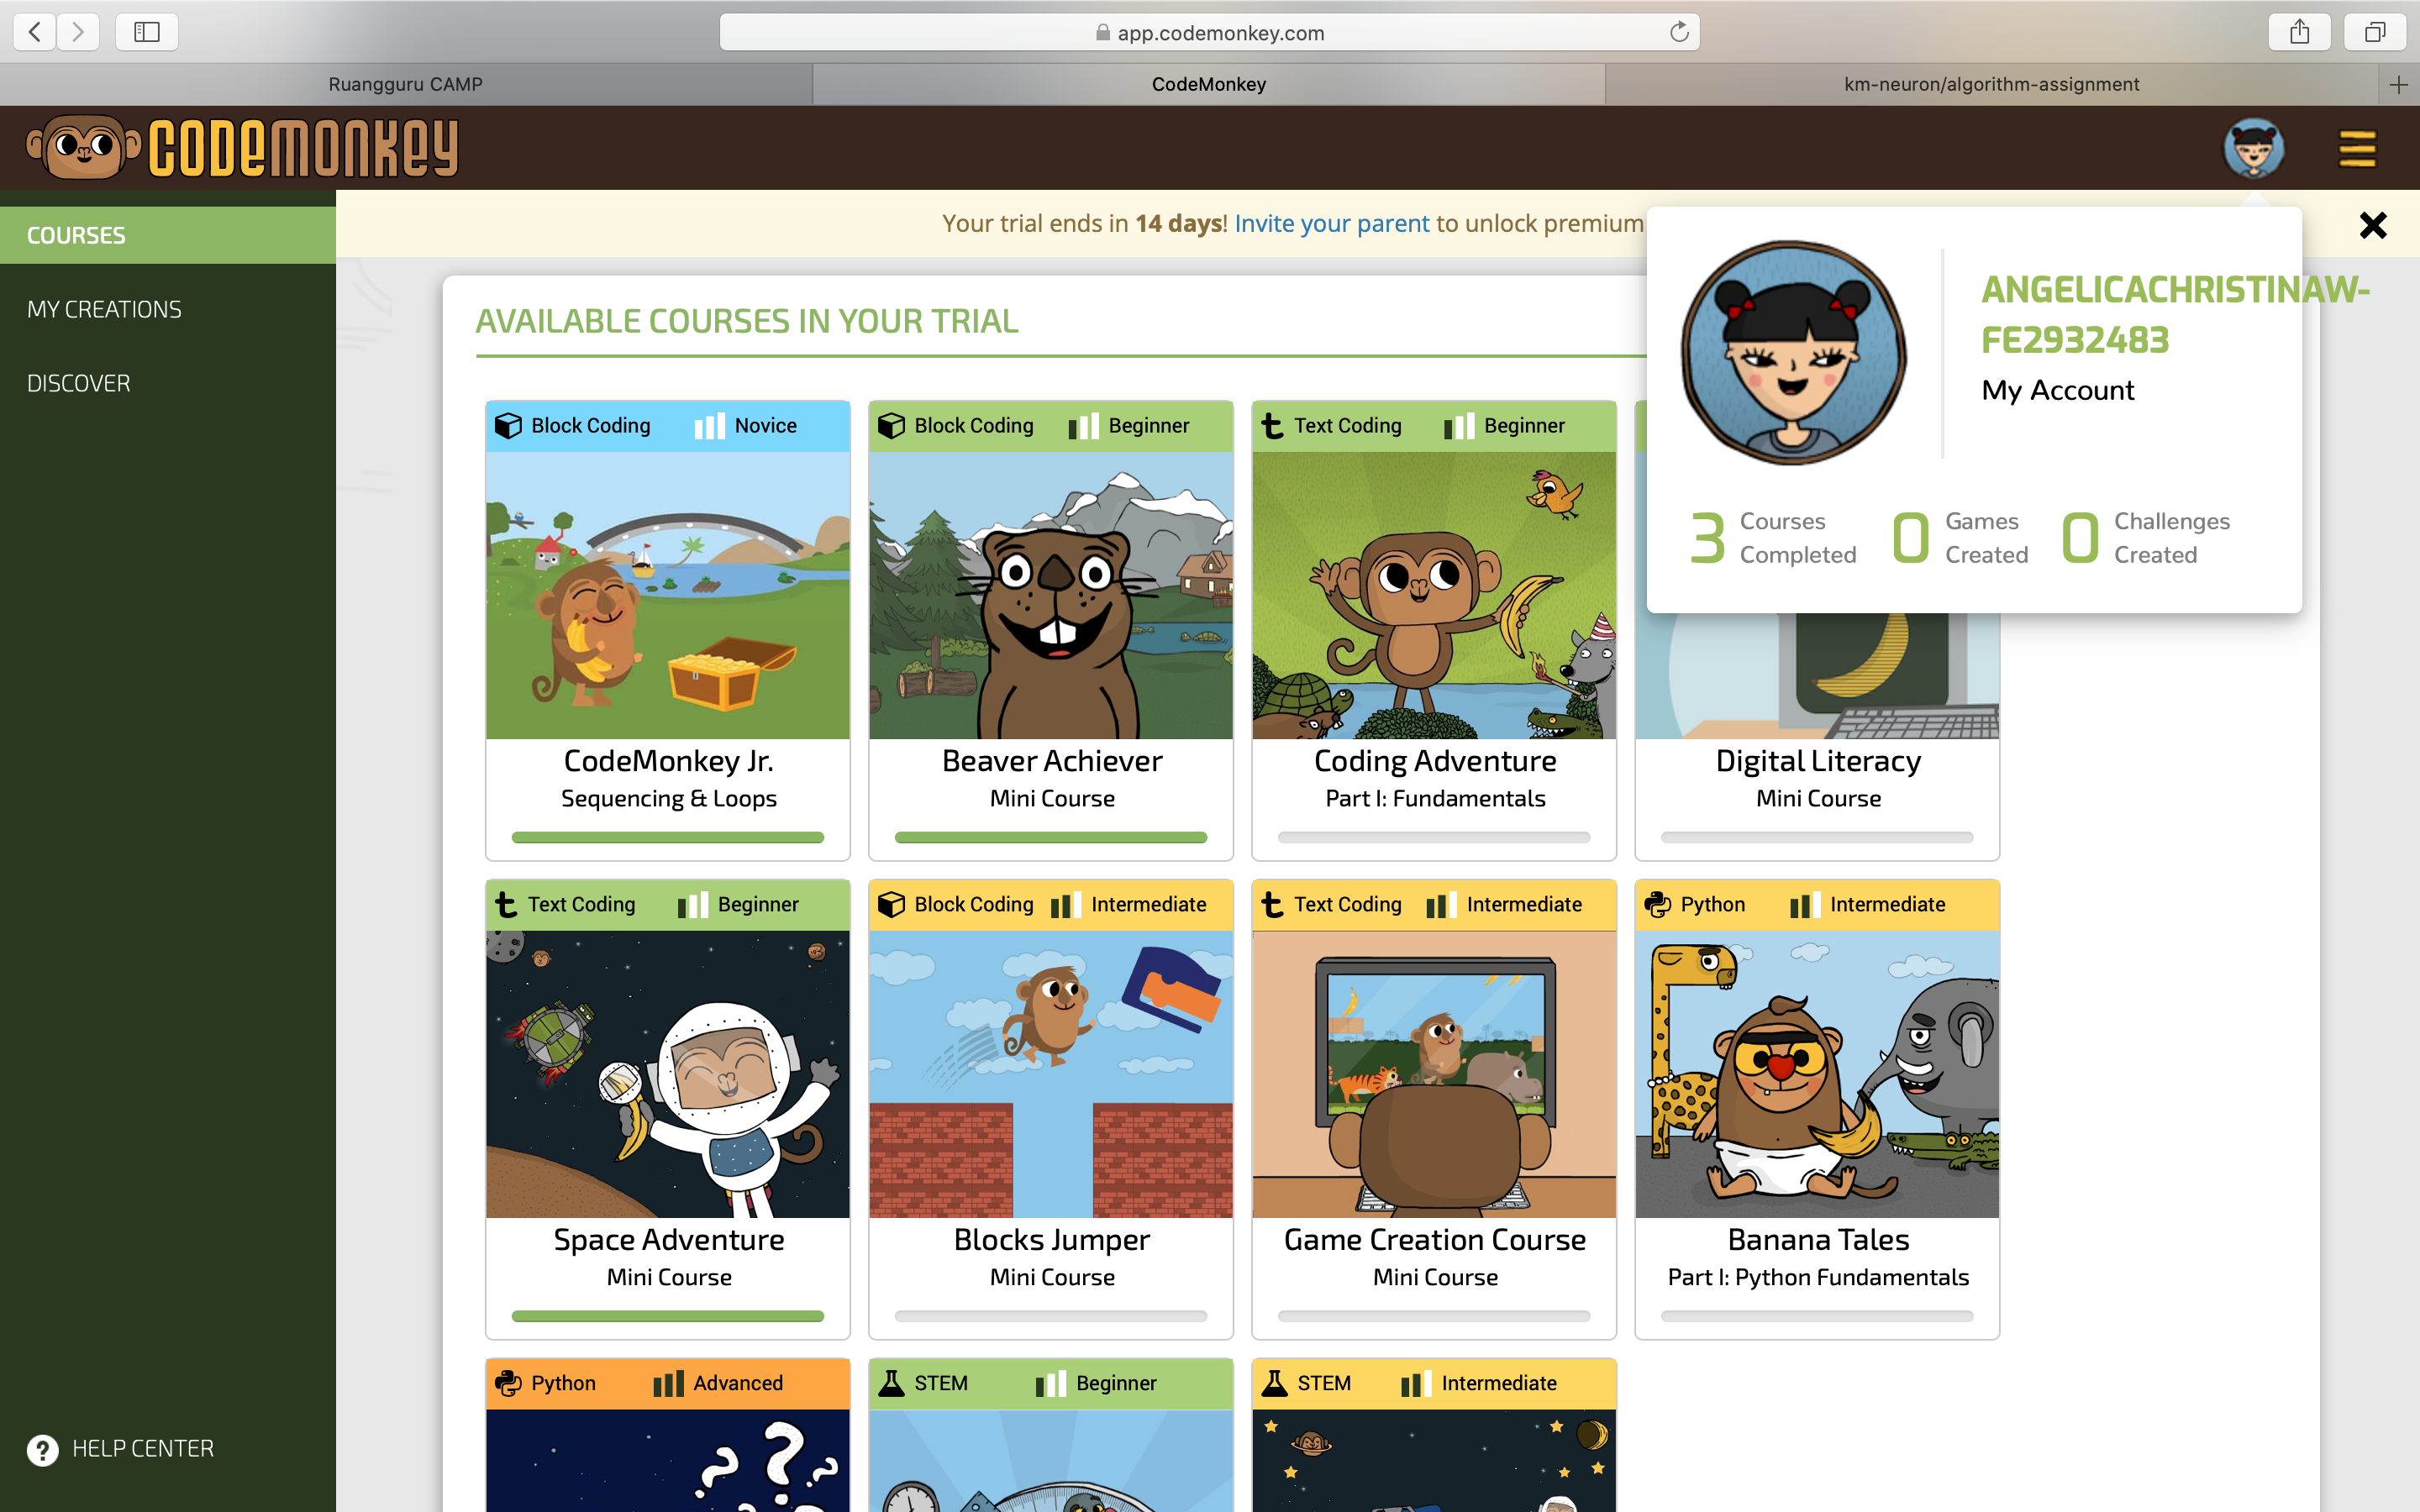 app.codemonkey.com
Ruangguru CAMP
CodeMonkey
km-neuron/algorithm-assignment
CODEMONKEY
COURSES
MY CREATIONS
DISCOVER
HELP CENTER
Your trial ends in 14 days! Invite your parent to unlock premium
ANGELICACHRISTINAW-
FE2932483
My Account
3 Courses Completed
0 Games Created
0 Challenges Created
AVAILABLE COURSES IN YOUR TRIAL
Block Coding Novice
CodeMonkey Jr.
Sequencing & Loops
Block Coding Beginner
Beaver Achiever
Mini Course
Text Coding Beginner
Coding Adventure
Part I: Fundamentals
Digital Literacy
Mini Course
Text Coding Beginner
Space Adventure
Mini Course
Block Coding Intermediate
Blocks Jumper
Mini Course
Text Coding Intermediate
Game Creation Course
Mini Course
Python Intermediate
Banana Tales
Part I: Python Fundamentals
Python Advanced
STEM Beginner
STEM Intermediate